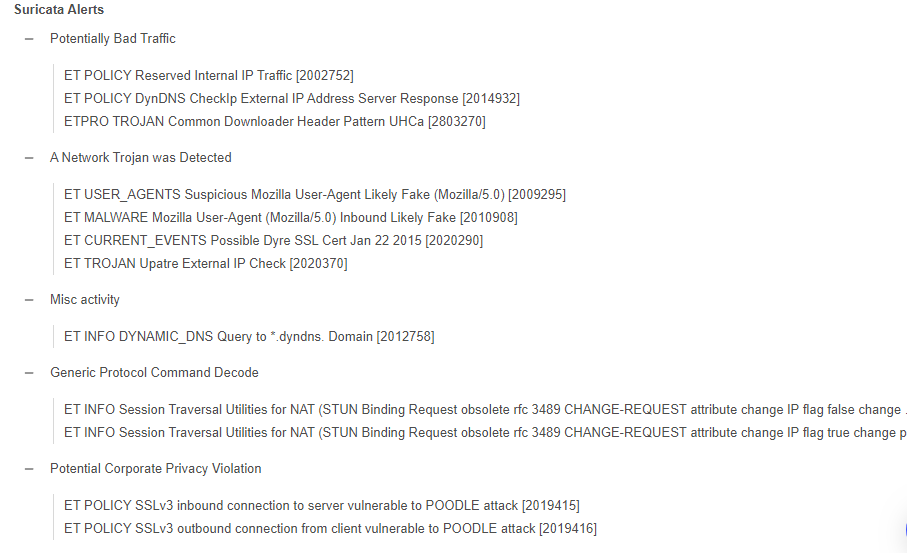 Suricata Alerts
– Potentially Bad Traffic
ET POLICY Reserved Internal IP Traffic [2002752]
ET POLICY DynDNS CheckIp External IP Address Server Response [2014932]
ETPRO TROJAN Common Downloader Header Pattern UHCa [2803270]
– A Network Trojan was Detected
ET USER_AGENTS Suspicious Mozilla User-Agent Likely Fake (Mozilla/5.0) [2009295]
ET MALWARE Mozilla User-Agent (Mozilla/5.0) Inbound Likely Fake [2010908]
ET CURRENT_EVENTS Possible Dyre SSL Cert Jan 22 2015 [2020290]
ET TROJAN Upatre External IP Check [2020370]
– Misc activity
ET INFO DYNAMIC_DNS Query to *.dyndns. Domain [2012758]
– Generic Protocol Command Decode
ET INFO Session Traversal Utilities for NAT (STUN Binding Request obsolete rfc 3489 CHANGE-REQUEST attribute change IP flag false change .
ET INFO Session Traversal Utilities for NAT (STUN Binding Request obsolete rfc 3489 CHANGE-REQUEST attribute change IP flag true change p
– Potential Corporate Privacy Violation
ET POLICY SSLv3 inbound connection to server vulnerable to POODLE attack [2019415]
ET POLICY SSLv3 outbound connection from client vulnerable to POODLE attack [2019416]